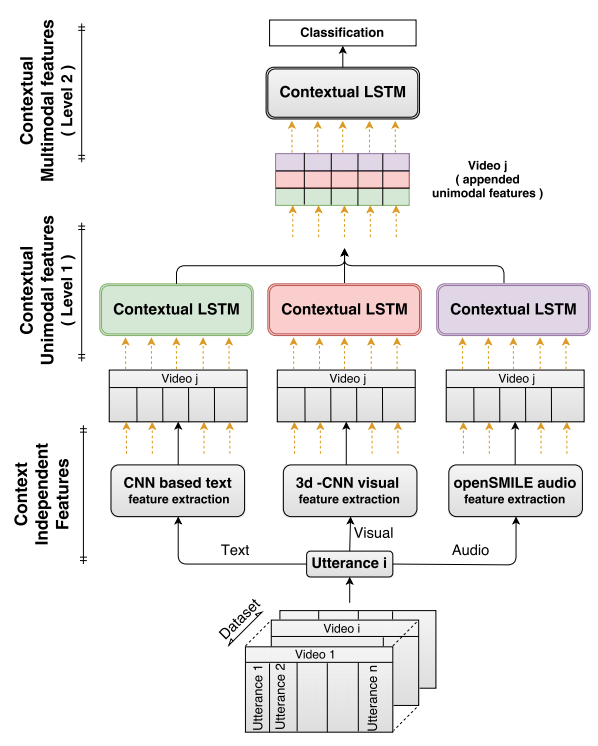 Classification
Contextual
Multimodal features
( Level 2 )
Contextual LSTM
Video j
( appended
unimodal features )
Contextual
Unimodal features
( Level 1 )
Contextual LSTM
Contextual LSTM
Contextual LSTM
Video j
Video j
Video j
Context
Independent
Features
CNN based text
feature extraction
3d -CNN visual
feature extraction
openSMILE audio
feature extraction
Text
Visual
Audio
Utterance i
Dataset
Video i
Video 1
Utterance 1
Utterance 2
Utterance n